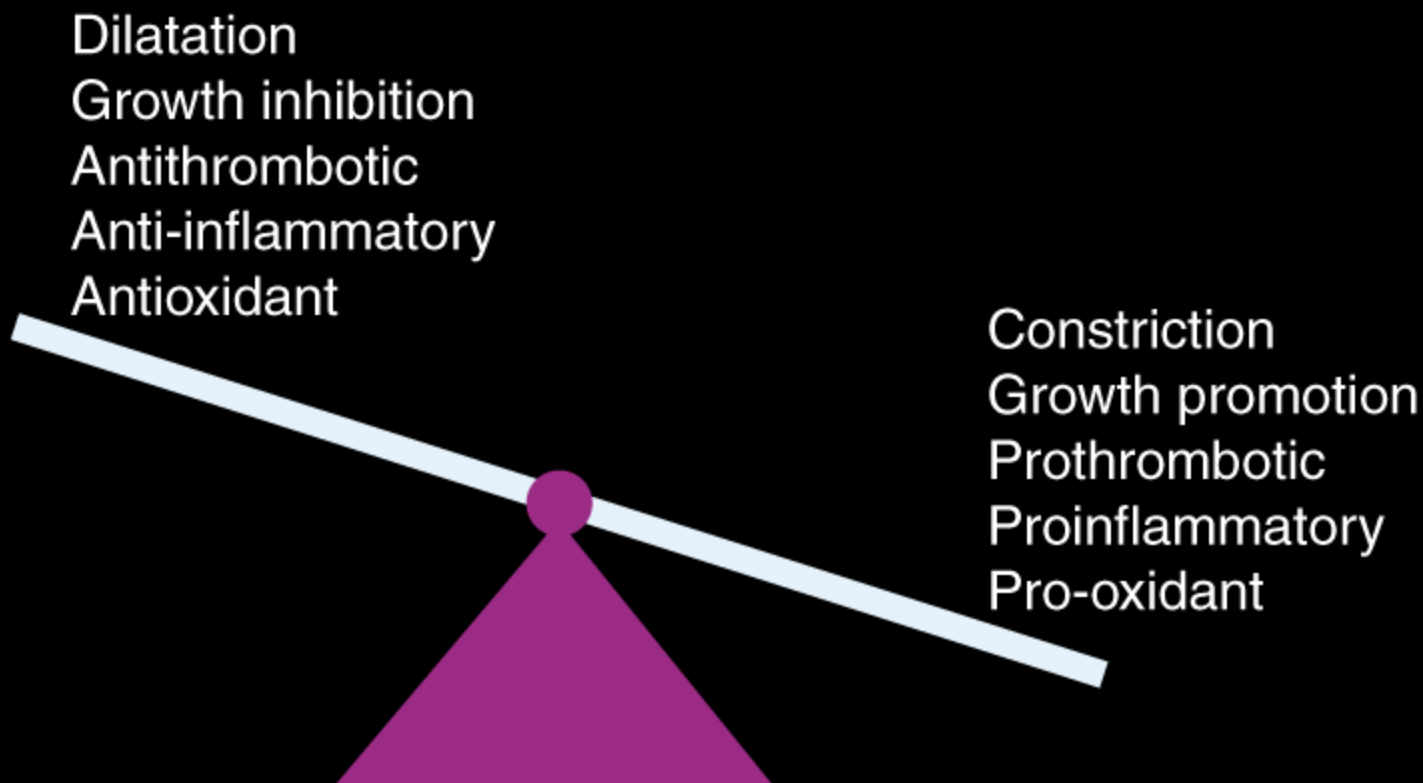 Dilatation
Growth inhibition
Antithrombotic
Anti-inflammatory
Antioxidant
Constriction
Growth promotion
Prothrombotic
Proinflammatory
Pro-oxidant